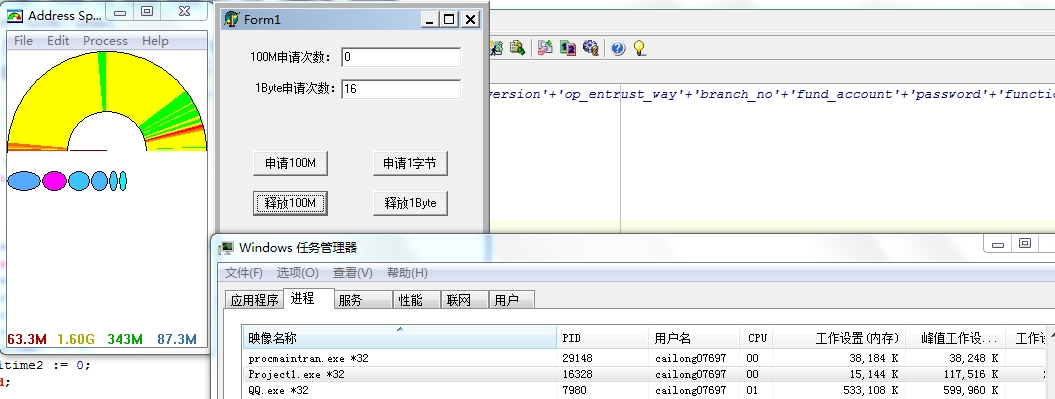 Address Sp...
File Edit Process Help
63.3M 1.60G 343M 87.3M
time2 := 0;
d;
Form1
100M申请次数: 0
1Byte申请次数: 16
申请100M 申请1字节
释放100M 释放1Byte
version'+'op_entrust_way'+'branch_no'+'fund_account'+'password'+'functio
Windows 任务管理器
文件(F) 选项(O) 查看(V) 帮助(H)
应用程序 进程 服务 性能 联网 用户
映像名称 PID 用户名 CPU 工作设置(内存) 峰值工作设... 工作设
procmaintran.exe *32 29148 cailong07697 00 38,184 K 38,248 K
Project1.exe *32 16328 cailong07697 00 15,144 K 117,516 K
QQ.exe *32 7980 cailong07697 01 533,108 K 599,960 K